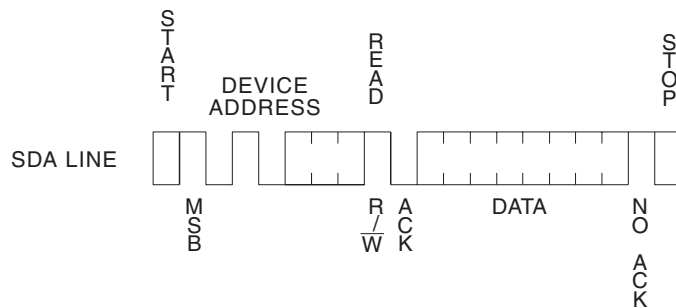 START
DEVICE
ADDRESS
READ
STOP
SDA LINE
MSB
R/W
ACK
DATA
NO ACK